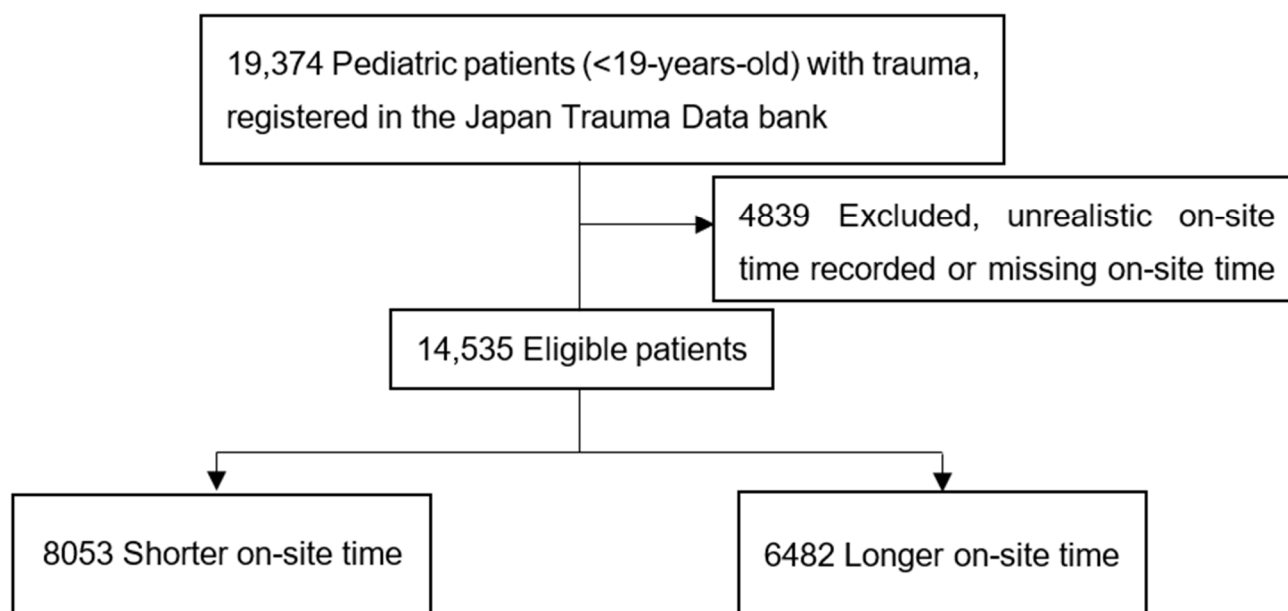 19,374 Pediatric patients (<19-years-old) with trauma,
registered in the Japan Trauma Data bank
4839 Excluded, unrealistic on-site
time recorded or missing on-site time
14,535 Eligible patients
8053 Shorter on-site time
6482 Longer on-site time